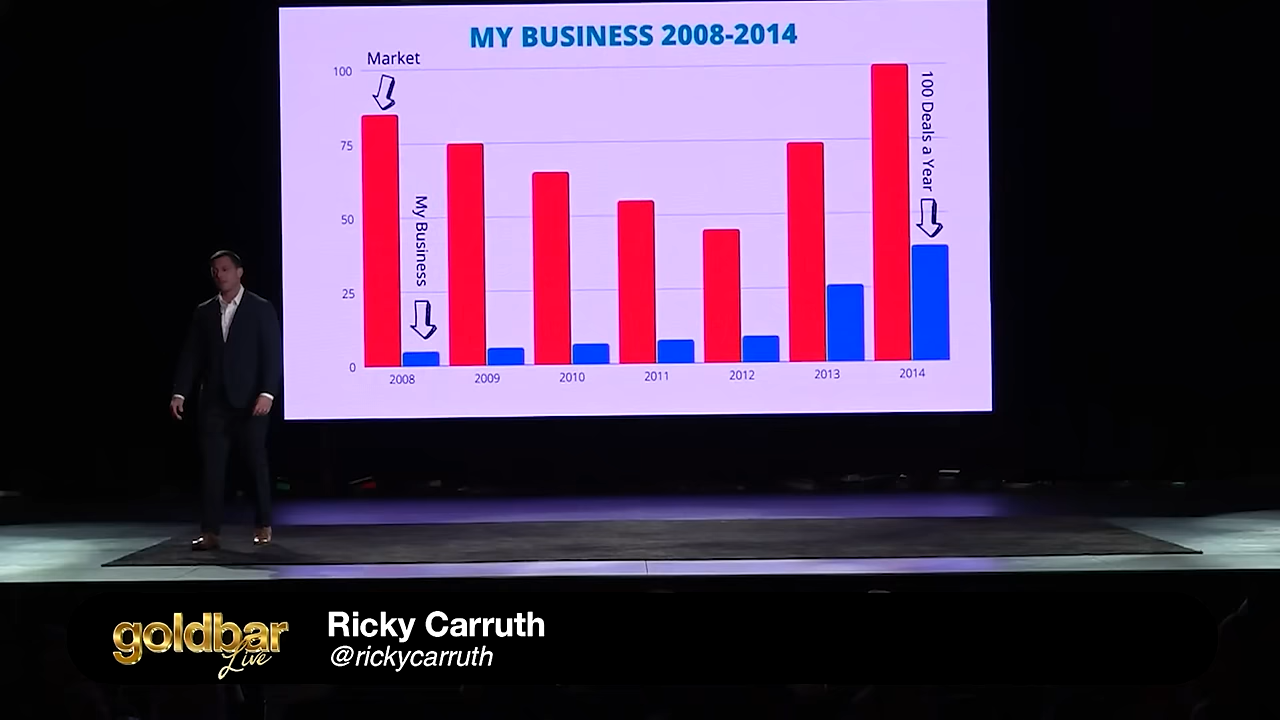 MY BUSINESS 2008-2014
Market
100
75
50
25
0
My Business
100 Deals a Year
2008
2009
2010
2011
2012
2013
2014
goldbar
Live
Ricky Carruth
@rickycarruth